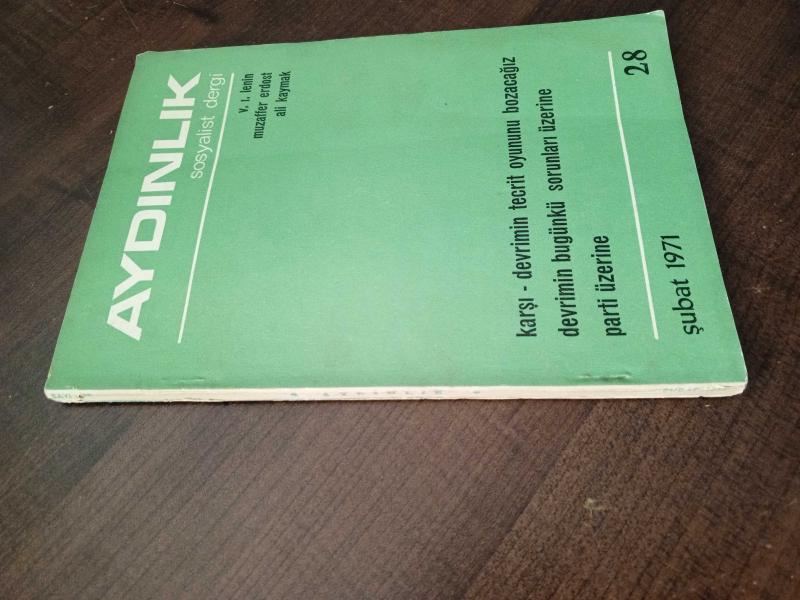 AYDINLIK
sosyalist dergi
v. ı. lenin
muzaffer erdost
ali kaymak
karşı - devrimin tecrit oyununu bozacağız
devrimin bugünkü sorunları üzerine
parti üzerine
şubat 1971
28
AYDINLIK